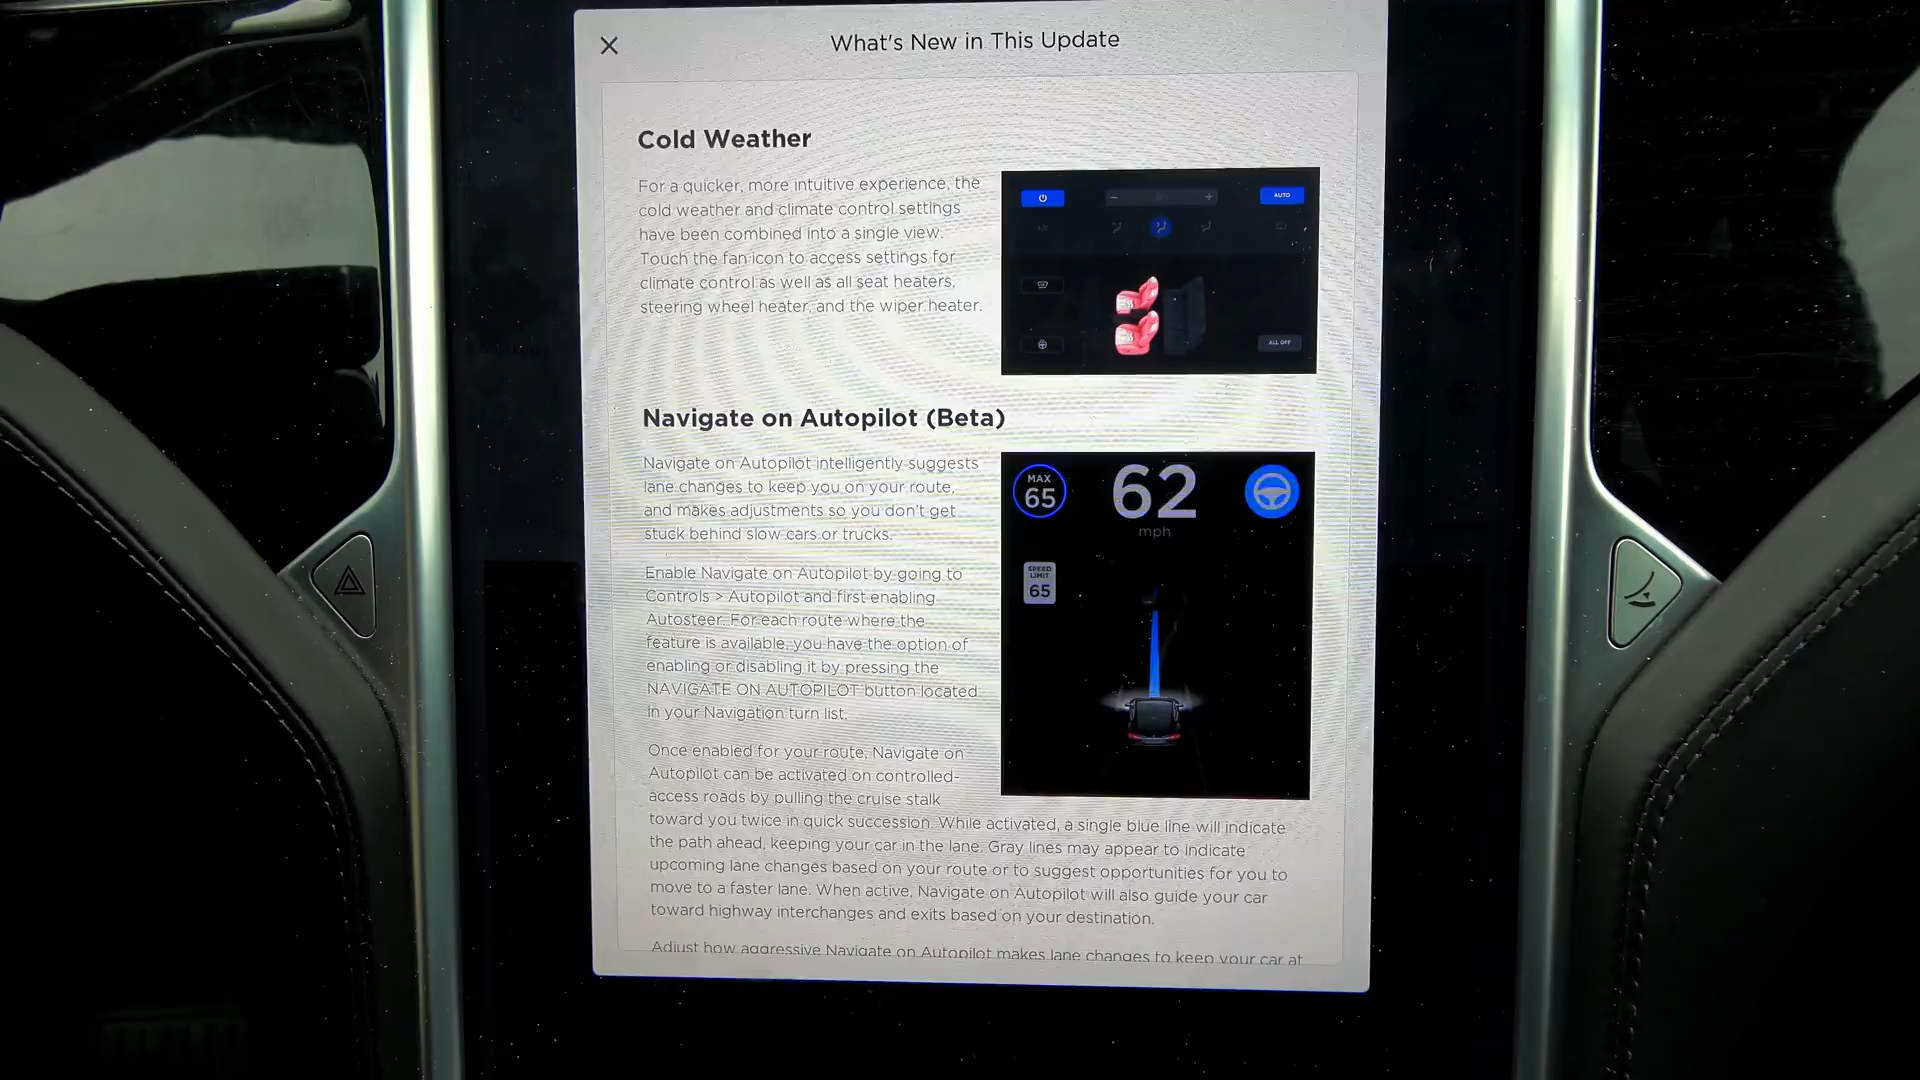 What's New in This Update
Cold Weather
For a quicker, more intuitive experience, the
cold weather and climate control settings
have been combined into a single view.
Touch the fan icon to access settings for
climate control as well as all seat heaters,
steering wheel heater, and the wiper heater.
AUTO
ALL OFF
Navigate on Autopilot (Beta)
Navigate on Autopilot intelligently suggests
lane changes to keep you on your route,
and makes adjustments so you don't get
stuck behind slow cars or trucks.
Enable Navigate on Autopilot by going to
Controls > Autopilot and first enabling
Autosteer. For each route where the
feature is available, you have the option of
enabling or disabling it by pressing the
NAVIGATE ON AUTOPILOT button located
in your Navigation turn list.
MAX
65
62
mph
SPEED
LIMIT
65
Once enabled for your route, Navigate on
Autopilot can be activated on controlled-
access roads by pulling the cruise stalk
toward you twice in quick succession. While activated, a single blue line will indicate
the path ahead, keeping your car in the lane. Gray lines may appear to indicate
upcoming lane changes based on your route or to suggest opportunities for you to
move to a faster lane. When active, Navigate on Autopilot will also guide your car
toward highway interchanges and exits based on your destination.
Adjust how aggressive Navigate on Autopilot makes lane changes to keep your car at